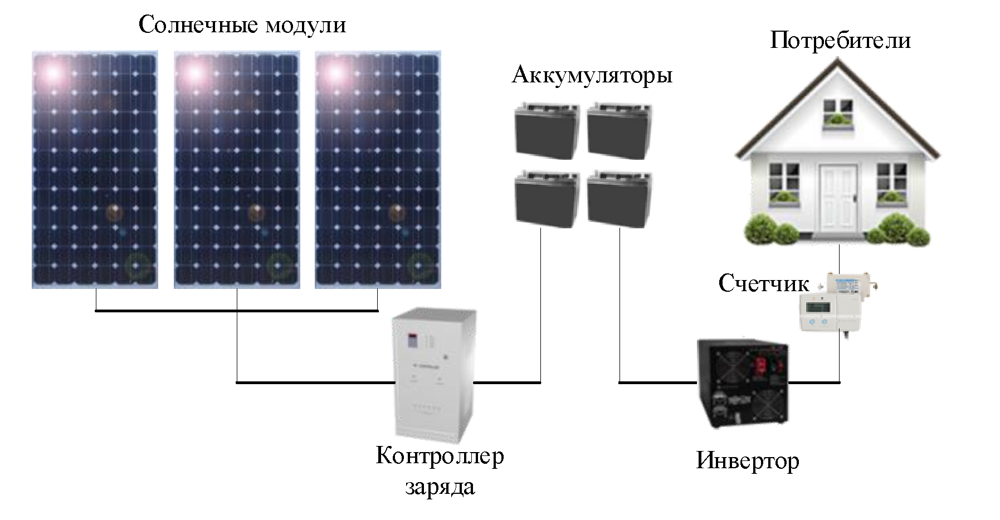 Солнечные модули
Потребители
Аккумуляторы
Счетчик
Контроллер
заряда
Инвертор